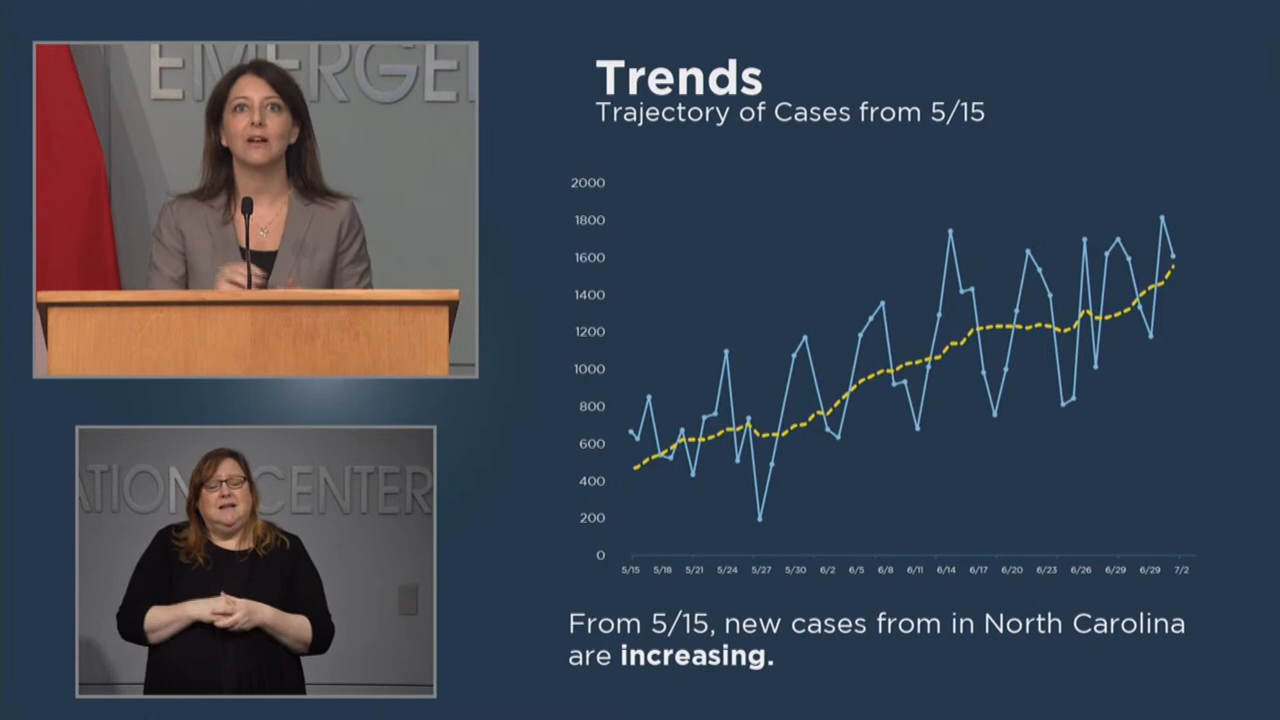 EMERGE
Trends
Trajectory of Cases from 5/15
2000
1800
1600
1400
1200
1000
800
600
400
200
0
5/15 5/18 5/21 5/24 5/27 5/30 6/2 6/5 6/8 6/11 6/14 6/17 6/20 6/23 6/26 6/29 6/29 7/2
ATION CENTER
From 5/15, new cases from in North Carolina
are increasing.